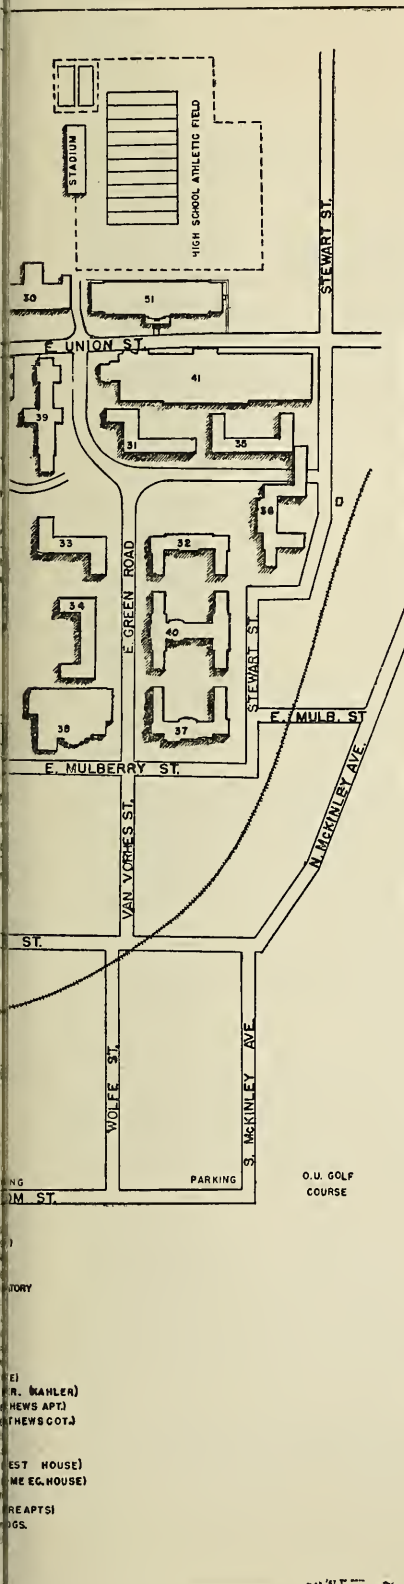 STADIUM
HIGH SCHOOL ATHLETIC FIELD
STEWART ST.
30
51
E. UNION ST.
41
39
31
35
36
33
32
E. GREEN ROAD
34
40
STEWART ST.
38
37
E. MULB. ST
E. MULBERRY ST.
N. McKINLEY AVE.
VAN VORHES ST.
ST.
WOLFE ST.
S. McKINLEY AVE.
NG
PARKING
O.U. GOLF
COURSE
OM ST.
)
TORY
E)
R. (KAHLER)
HEWS APT.)
THEWS COT.)
EST HOUSE)
ME EC. HOUSE)
RE APTS)
DGS.